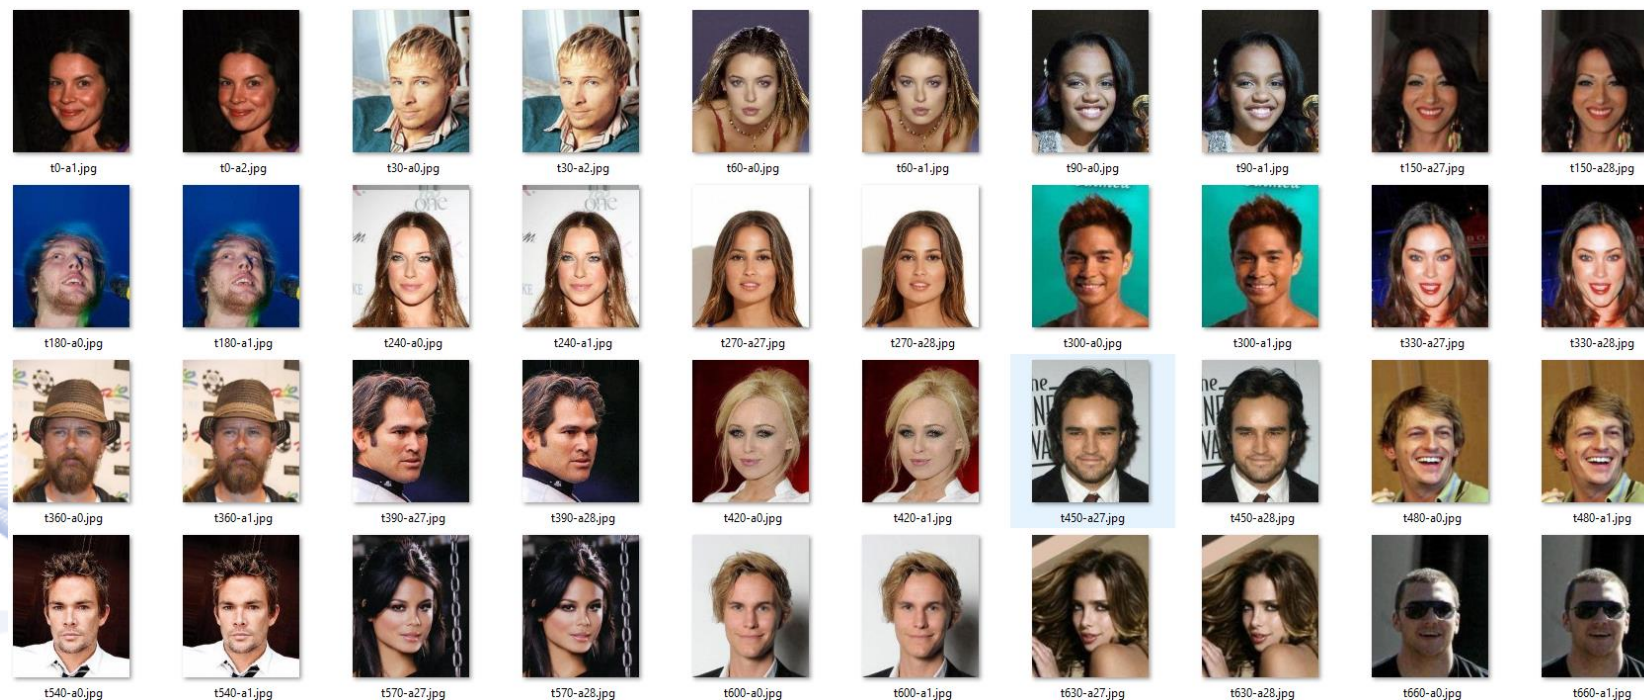 t0-a1.jpg t0-a2.jpg t30-a0.jpg t30-a2.jpg t60-a0.jpg t60-a1.jpg t90-a0.jpg t90-a1.jpg t150-a27.jpg t150-a28.jpg
one
one
t180-a0.jpg t180-a1.jpg t240-a0.jpg t240-a1.jpg t270-a27.jpg t270-a28.jpg t300-a0.jpg t300-a1.jpg t330-a27.jpg t330-a28.jpg
t360-a0.jpg t360-a1.jpg t390-a27.jpg t390-a28.jpg t420-a0.jpg t420-a1.jpg t450-a27.jpg t450-a28.jpg t480-a0.jpg t480-a1.jpg
t540-a0.jpg t540-a1.jpg t570-a27.jpg t570-a28.jpg t600-a0.jpg t600-a1.jpg t630-a27.jpg t630-a28.jpg t660-a0.jpg t660-a1.jpg